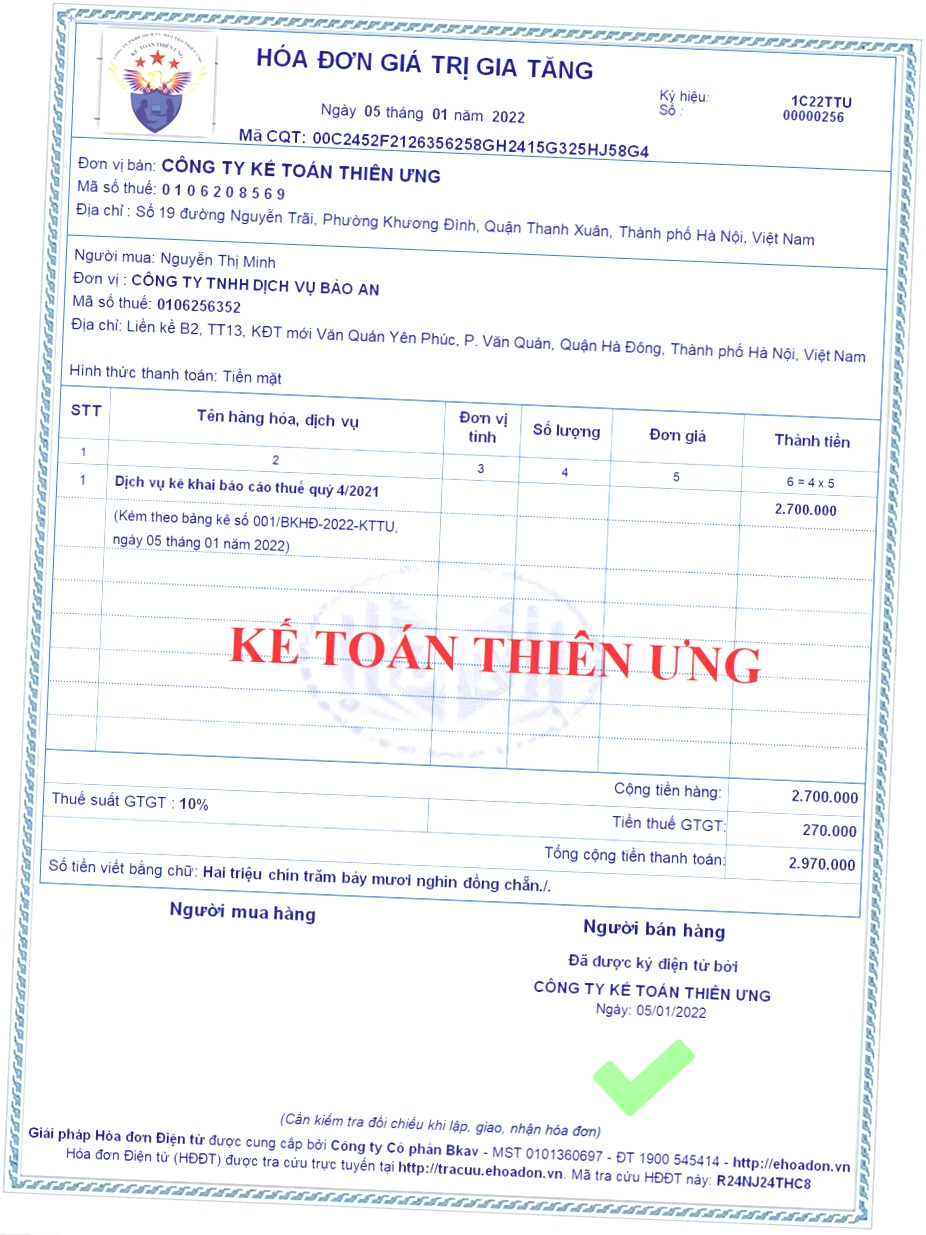 KẾ TOÁN THIÊN ƯNG
HÓA ĐƠN GIÁ TRỊ GIA TĂNG
Ngày 05 tháng 01 năm 2022
Ký hiệu: 1C22TTU
Số : 00000256
Mã CQT: 00C2452F2126356258GH2415G325HJ58G4
Đơn vị bán: CÔNG TY KẾ TOÁN THIÊN ƯNG
Mã số thuế: 0 1 0 6 2 0 8 5 6 9
Địa chỉ : Số 19 đường Nguyễn Trãi, Phường Khương Đình, Quận Thanh Xuân, Thành phố Hà Nội, Việt Nam
Người mua: Nguyễn Thị Minh
Đơn vị : CÔNG TY TNHH DỊCH VỤ BẢO AN
Mã số thuế: 0106256352
Địa chỉ: Liền kề B2, TT13, KĐT mới Văn Quán Yên Phúc, P. Văn Quán, Quận Hà Đông, Thành phố Hà Nội, Việt Nam
Hình thức thanh toán: Tiền mặt
STT Tên hàng hóa, dịch vụ Đơn vị tính Số lượng Đơn giá Thành tiền
1 2 3 4 5 6 = 4 x 5
1 Dịch vụ kê khai báo cáo thuế quý 4/2021 2.700.000
(Kèm theo bảng kê số 001/BKHĐ-2022-KTTU,
ngày 05 tháng 01 năm 2022)
KẾ TOÁN THIÊN ƯNG
Cộng tiền hàng: 2.700.000
Thuế suất GTGT : 10% Tiền thuế GTGT: 270.000
Tổng cộng tiền thanh toán: 2.970.000
Số tiền viết bằng chữ: Hai triệu chín trăm bảy mươi nghìn đồng chẵn./.
Người mua hàng Người bán hàng
Đã được ký điện tử bởi
CÔNG TY KẾ TOÁN THIÊN ƯNG
Ngày: 05/01/2022
(Cần kiểm tra đối chiếu khi lập, giao, nhận hóa đơn)
Giải pháp Hóa đơn Điện tử được cung cấp bởi Công ty Cổ phần Bkav - MST 0101360697 - ĐT 1900 545414 - http://ehoadon.vn
Hóa đơn Điện tử (HĐĐT) được tra cứu trực tuyến tại http://tracuu.ehoadon.vn. Mã tra cứu HĐĐT này: R24NJ24THC8